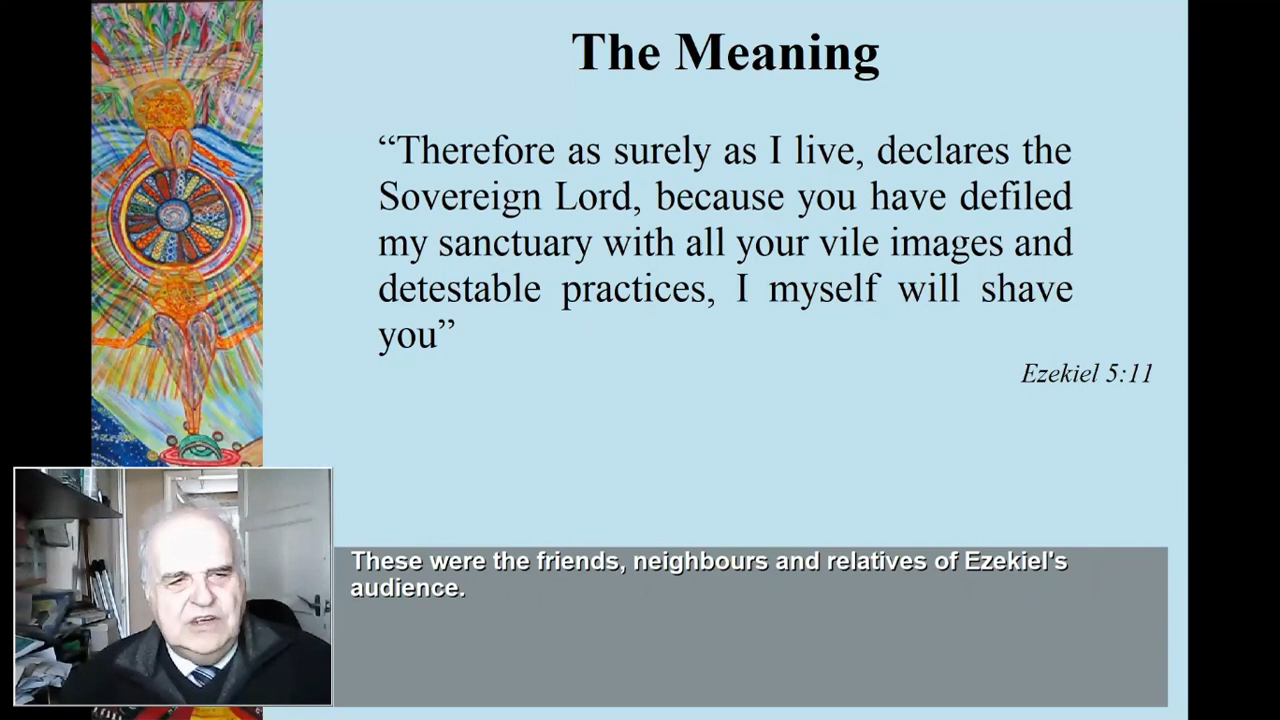 The Meaning
“Therefore as surely as I live, declares the
Sovereign Lord, because you have defiled
my sanctuary with all your vile images and
detestable practices, I myself will shave
you”
Ezekiel 5:11
These were the friends, neighbours and relatives of Ezekiel's
audience.